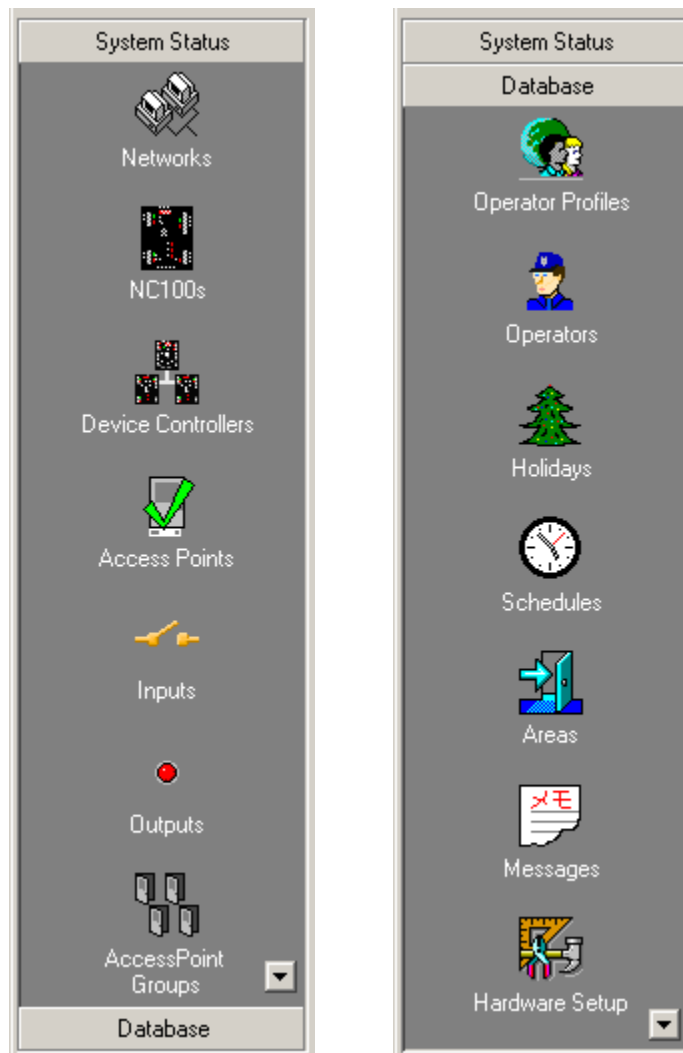 System Status
Networks
NC100s
Device Controllers
Access Points
Inputs
Outputs
AccessPoint
Groups
Database
System Status
Database
Operator Profiles
Operators
Holidays
Schedules
Areas
メモ
Messages
Hardware Setup